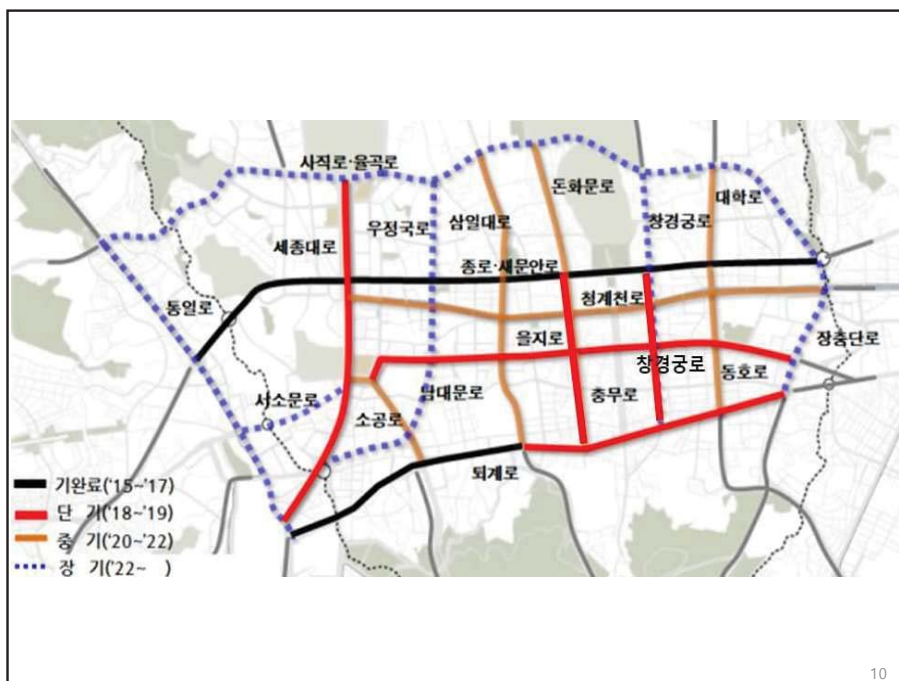 사직로·율곡로
돈화문로
대학로
우정국로
삼일대로
창경궁로
세종대로
종로·새문안로
청계천로
동일로
을지로
장충단로
창경궁로
서소문로
남대문로
충무로
동호로
소공로
퇴계로
기완료('15~'17)
단 기('18~'19)
중 기('20~'22)
장 기('22~ )
10